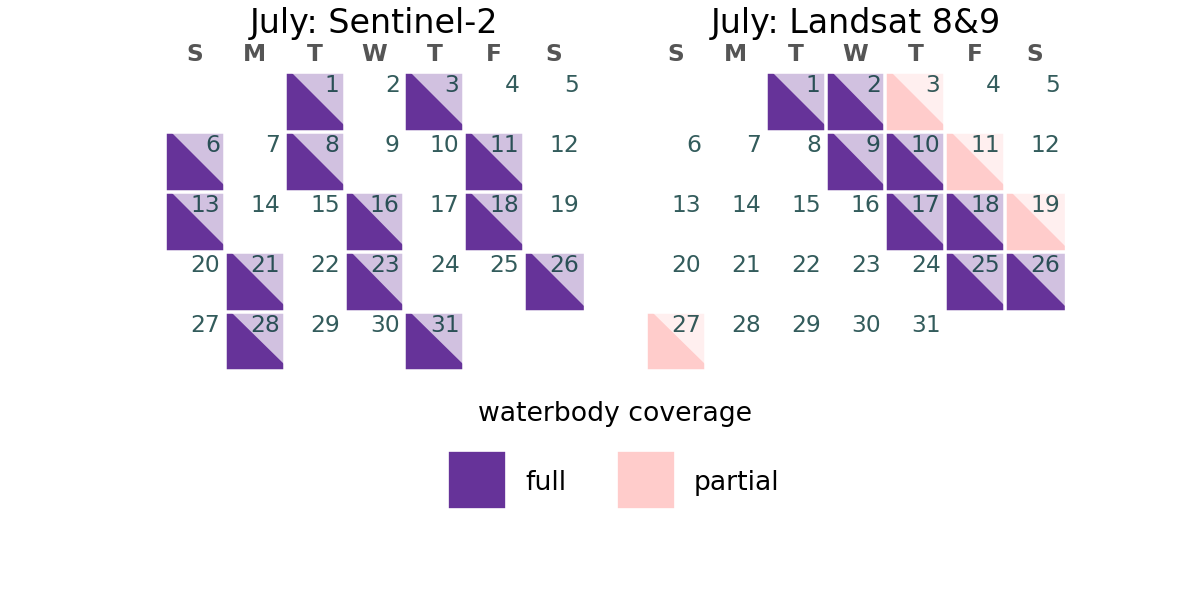 July: Sentinel-2
S M T W T F S
1 2 3 4 5
6 7 8 9 10 11 12
13 14 15 16 17 18 19
20 21 22 23 24 25 26
27 28 29 30 31
July: Landsat 8&9
S M T W T F S
1 2 3 4 5
6 7 8 9 10 11 12
13 14 15 16 17 18 19
20 21 22 23 24 25 26
27 28 29 30 31
waterbody coverage
full partial